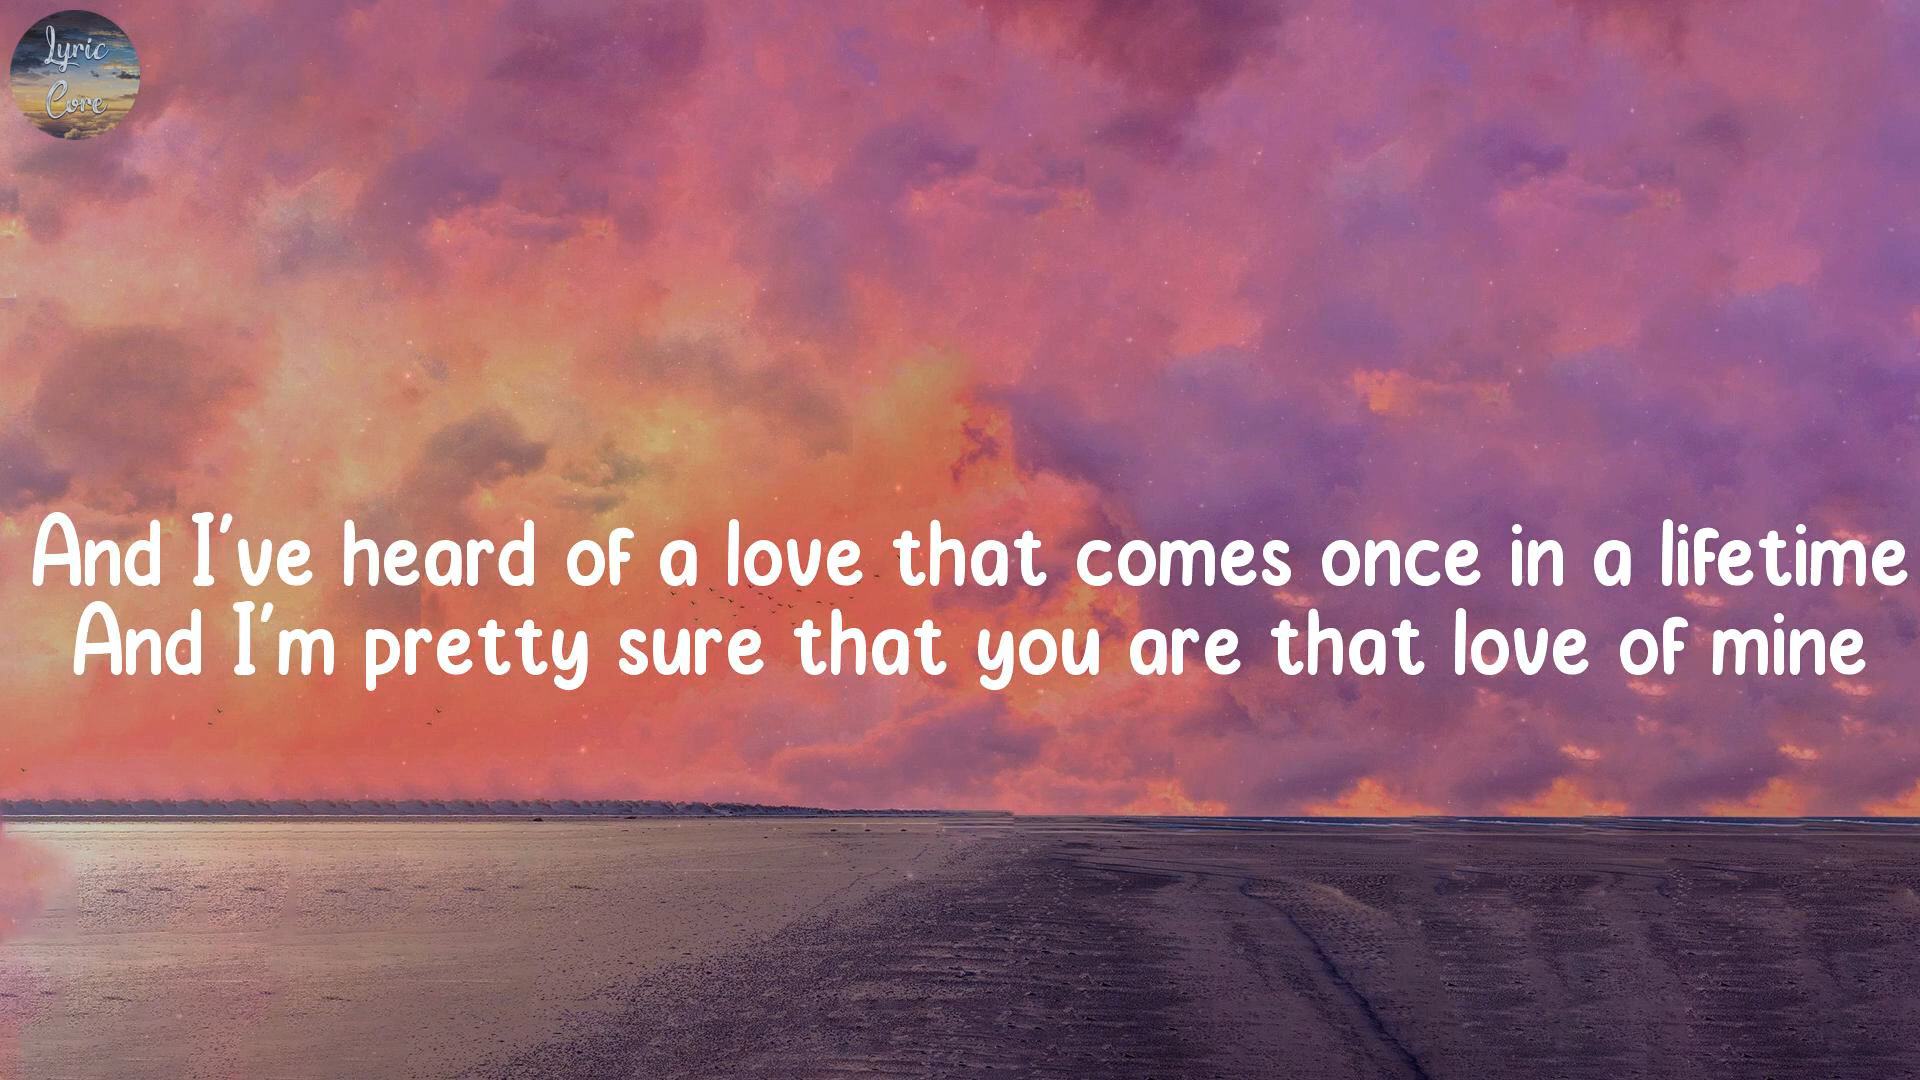 Lyric
Core
And I've heard of a love that comes once in a lifetime
And I'm pretty sure that you are that love of mine